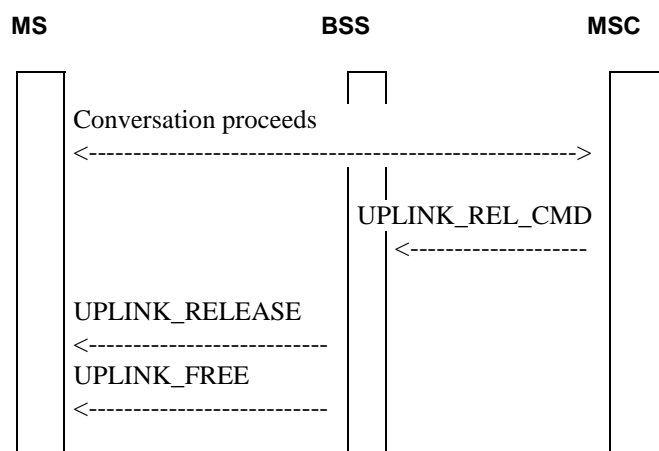 MS BSS MSC
Conversation proceeds
<------------------------------------------------------->
UPLINK_REL_CMD
<--------------------
UPLINK_RELEASE
<---------------------------
UPLINK_FREE
<---------------------------